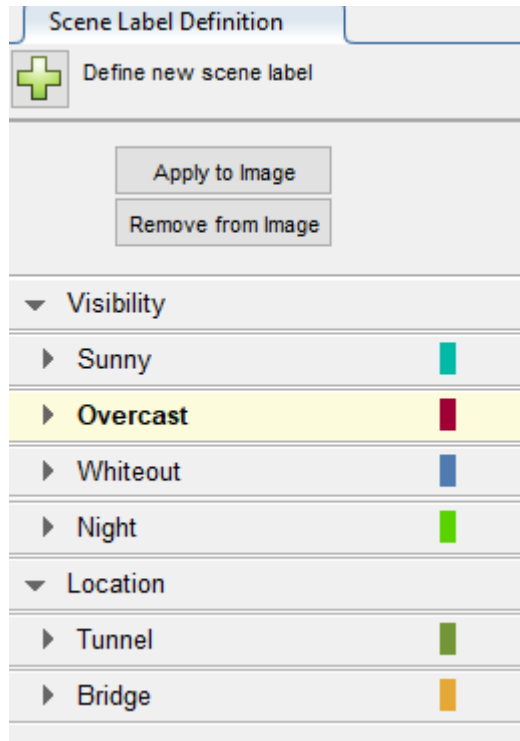 Scene Label Definition
Define new scene label
Apply to Image
Remove from Image
Visibility
Sunny
Overcast
Whiteout
Night
Location
Tunnel
Bridge